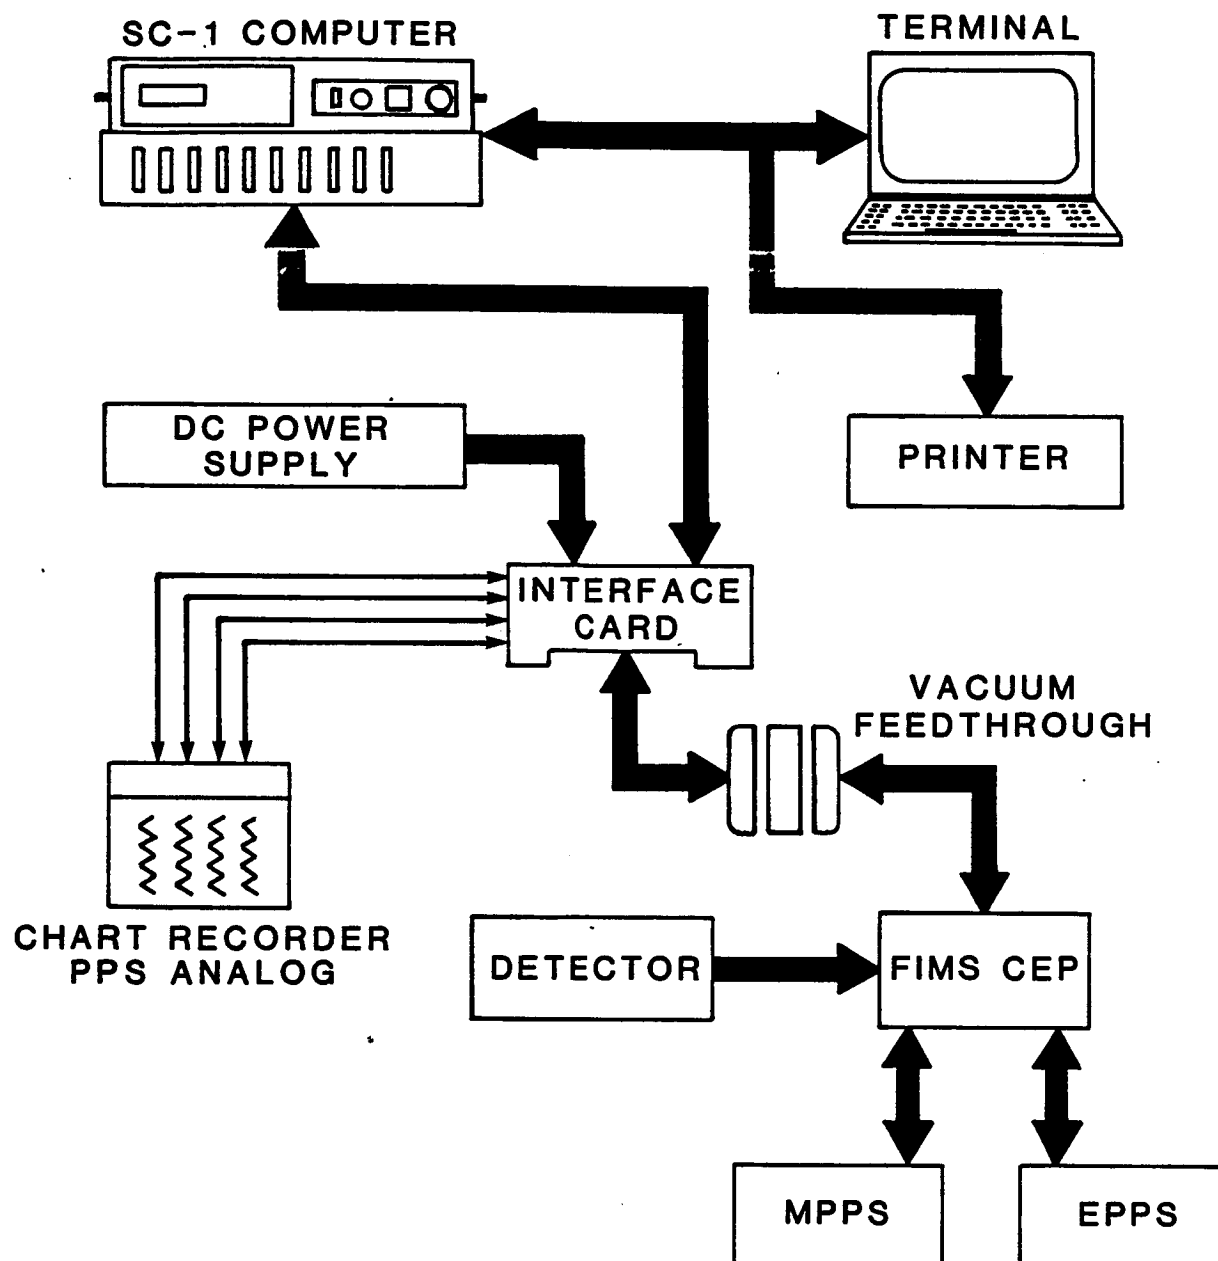 SC-1 COMPUTER
TERMINAL
DC POWER
SUPPLY
PRINTER
INTERFACE
CARD
VACUUM
FEEDTHROUGH
CHART RECORDER
PPS ANALOG
DETECTOR
FIMS CEP
MPPS
EPPS